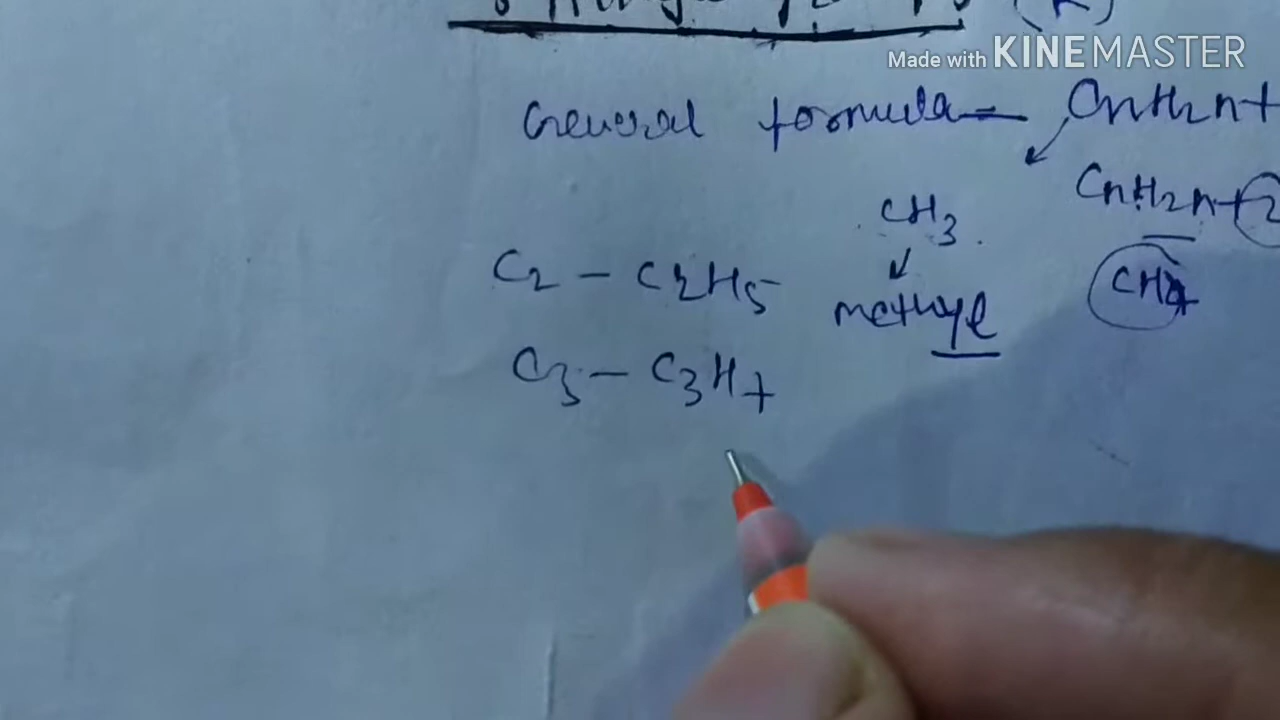 (R)
Made with KINEMASTER
General formula = CnH2n+
CnH2n+2
CH3
C2 - C2H5
methyl
CH4
C3 - C3H7